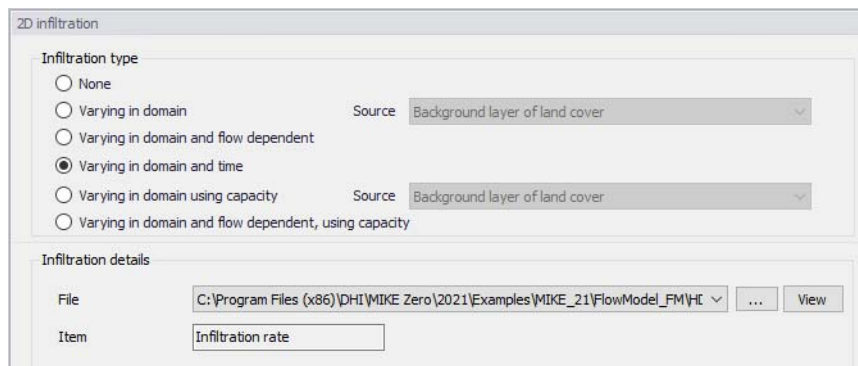 2D infiltration
Infiltration type
None
Varying in domain Source Background layer of land cover
Varying in domain and flow dependent
Varying in domain and time
Varying in domain using capacity Source Background layer of land cover
Varying in domain and flow dependent, using capacity
Infiltration details
File C:\Program Files (x86)\DHI\MIKE Zero\2021\Examples\MIKE_21\FlowModel_FM\HD ... View
Item Infiltration rate